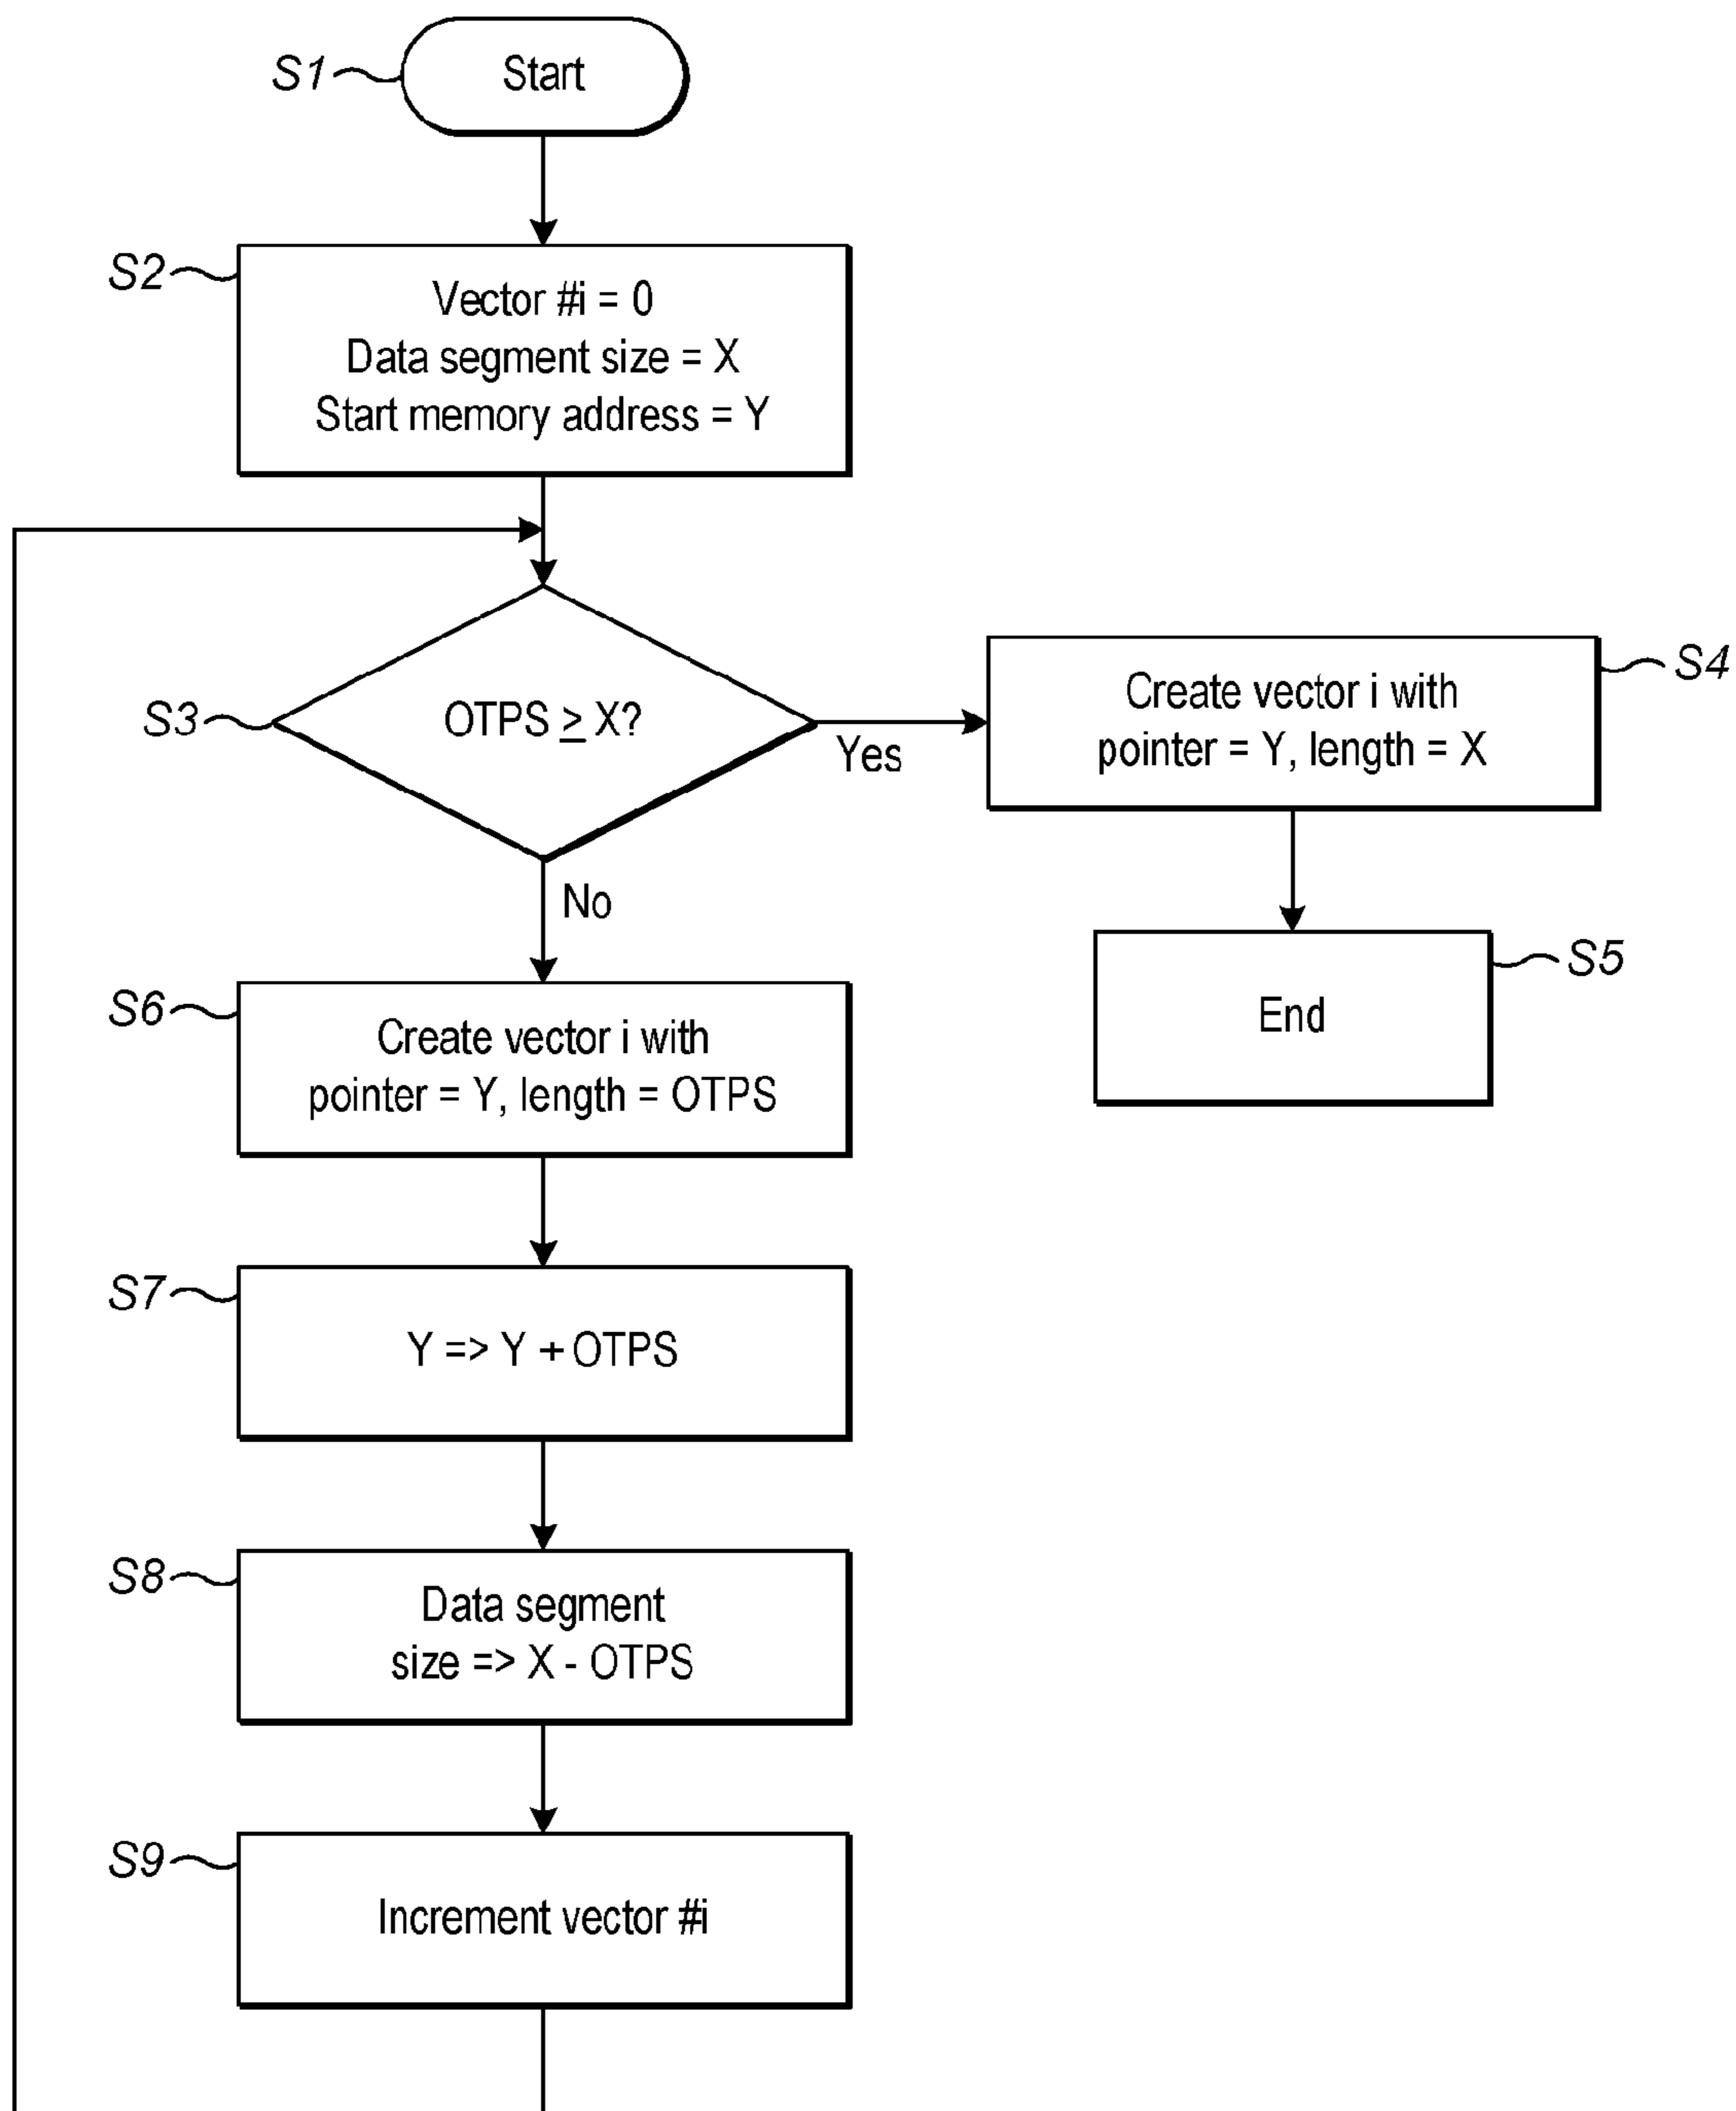 S1
Start
S2
Vector #i = 0
Data segment size = X
Start memory address = Y
S3
OTPS ≥ X?
Yes
No
S4
Create vector i with
pointer = Y, length = X
S5
End
S6
Create vector i with
pointer = Y, length = OTPS
S7
Y => Y + OTPS
S8
Data segment
size => X - OTPS
S9
Increment vector #i